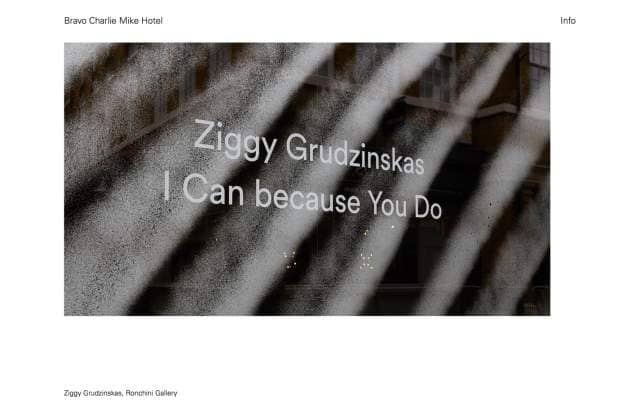 Bravo Charlie Mike Hotel
Info
Ziggy Grudzinskas
I Can because You Do
Ziggy Grudzinskas, Ronchini Gallery